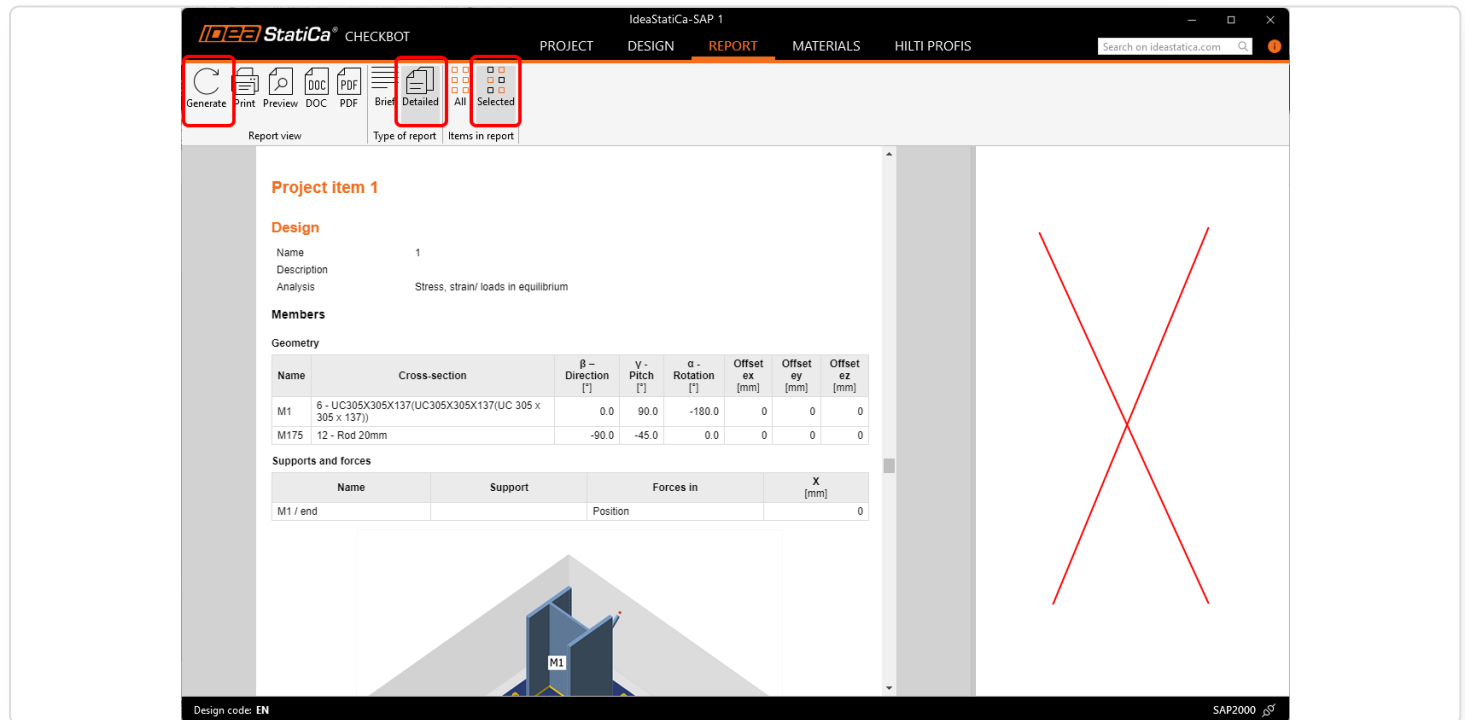 IdeaStatiCa-SAP 1
IDEA StatiCa® CHECKBOT
PROJECT DESIGN REPORT MATERIALS HILTI PROFIS
Search on ideastatica.com
DOC PDF
Generate Print Preview DOC PDF Brief Detailed All Selected
Report view Type of report Items in report
Project item 1
Design
Name 1
Description
Analysis Stress, strain/ loads in equilibrium
Members
Geometry
Name Cross-section β – Direction [°] γ - Pitch [°] α - Rotation [°] Offset ex [mm] Offset ey [mm] Offset ez [mm]
M1 6 - UC305X305X137(UC305X305X137(UC 305 x 305 x 137)) 0.0 90.0 -180.0 0 0 0
M175 12 - Rod 20mm -90.0 -45.0 0.0 0 0 0
Supports and forces
Name Support Forces in X [mm]
M1 / end Position 0
M1
Design code: EN SAP2000